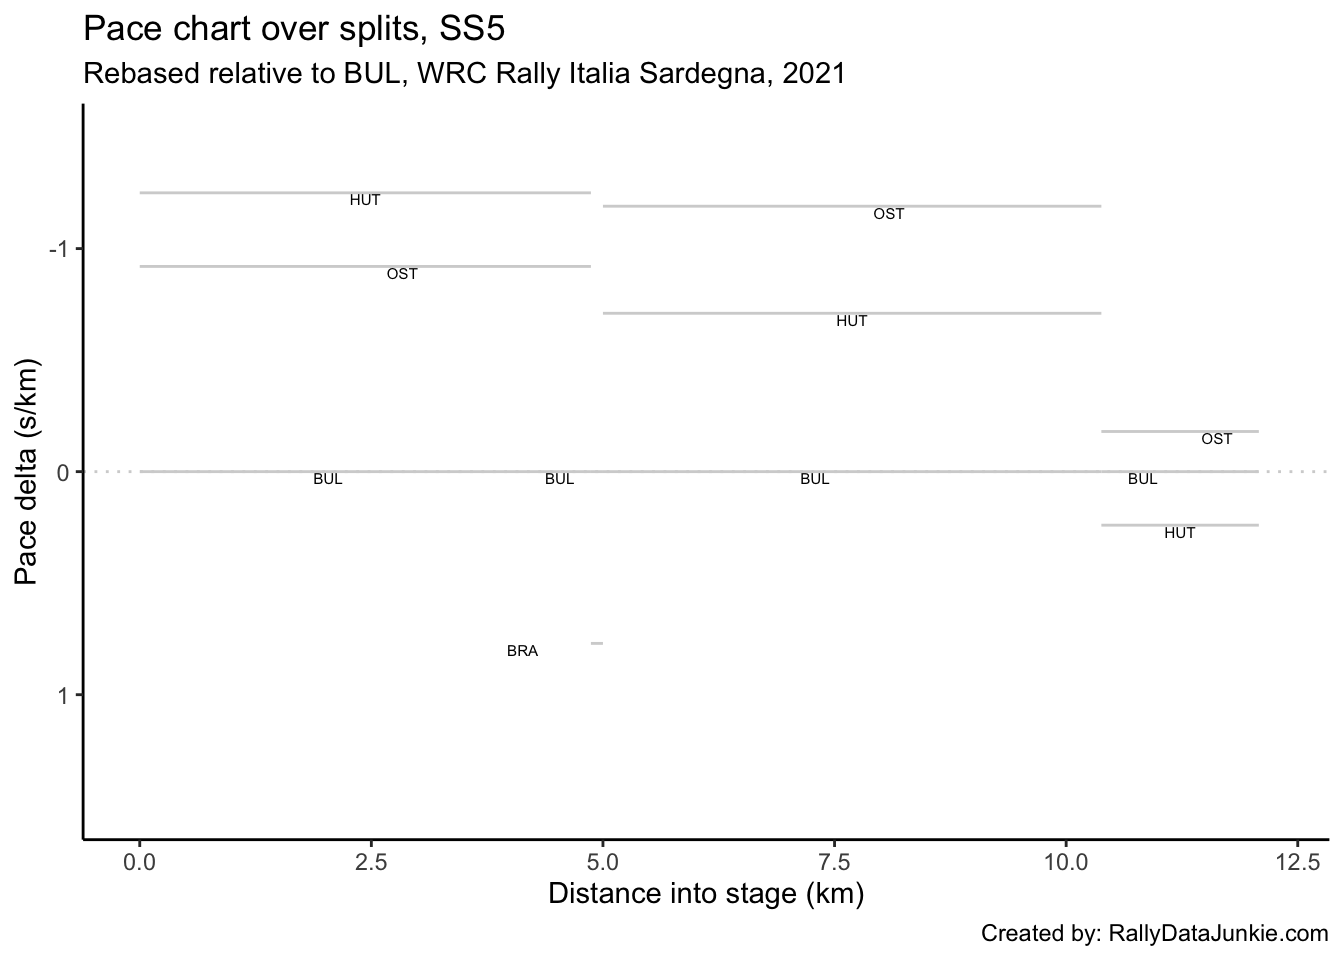 Pace chart over splits, SS5
Rebased relative to BUL, WRC Rally Italia Sardegna, 2021
HUT
OST
-1
OST
HUT
OST
0
BUL
BUL
BUL
BUL
HUT
BRA
1
Pace delta (s/km)
0.0
2.5
5.0
7.5
10.0
12.5
Distance into stage (km)
Created by: RallyDataJunkie.com